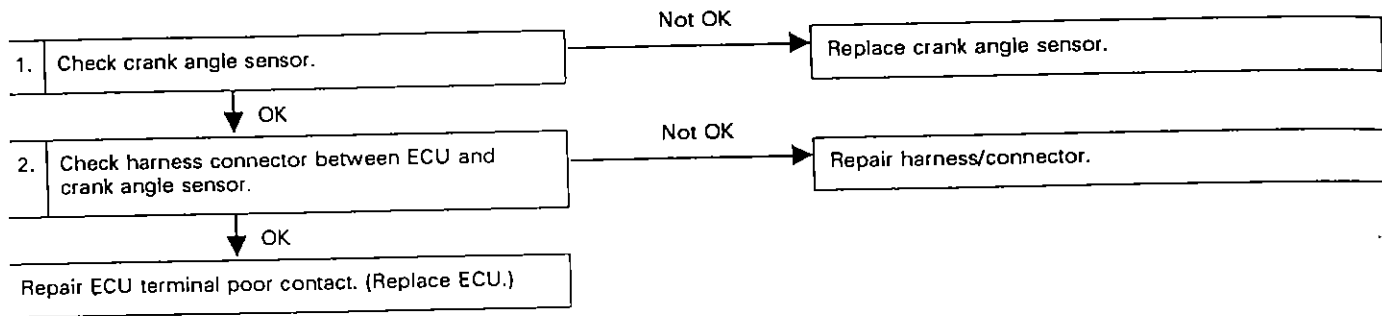 Not OK
1. Check crank angle sensor.
Replace crank angle sensor.
OK
Not OK
2. Check harness connector between ECU and
crank angle sensor.
Repair harness/connector.
OK
Repair ECU terminal poor contact. (Replace ECU.)